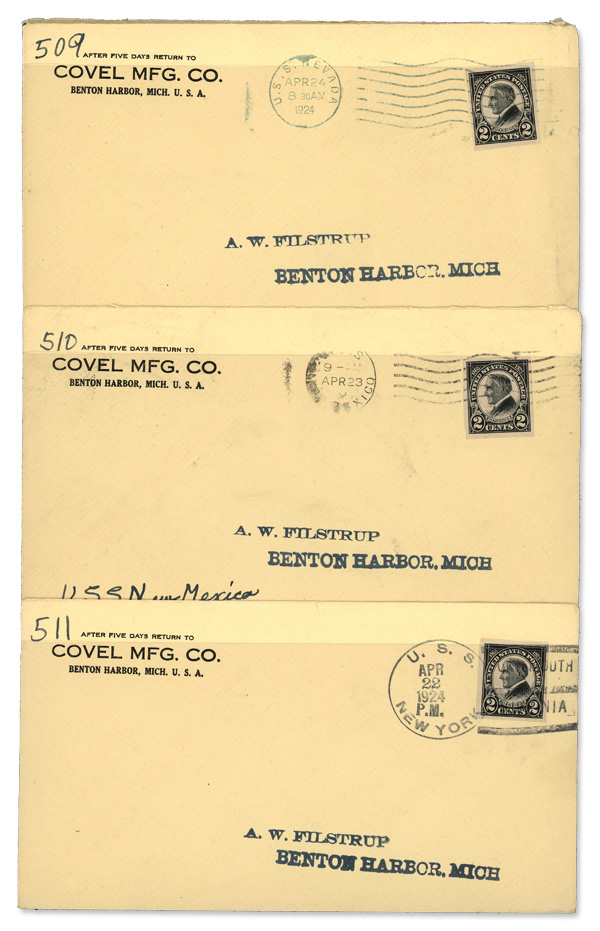 509
AFTER FIVE DAYS RETURN TO
COVEL MFG. CO.
BENTON HARBOR, MICH. U. S. A.
U.S.S. NEVADA
APR 24
8 30 AM
1924
UNITED STATES POSTAGE
2 CENTS 2
A. W. FILSTRUP
BENTON HARBOR, MICH
510
AFTER FIVE DAYS RETURN TO
COVEL MFG. CO.
BENTON HARBOR, MICH. U. S. A.
9
APR 23
UNITED STATES POSTAGE
2 CENTS 2
A. W. FILSTRUP
BENTON HARBOR, MICH
USS New Mexico
511
AFTER FIVE DAYS RETURN TO
COVEL MFG. CO.
BENTON HARBOR, MICH. U. S. A.
U. S. S.
APR
22
1924
P.M.
NEW YORK
UNITED STATES POSTAGE
2 CENTS 2
A. W. FILSTRUP
BENTON HARBOR, MICH